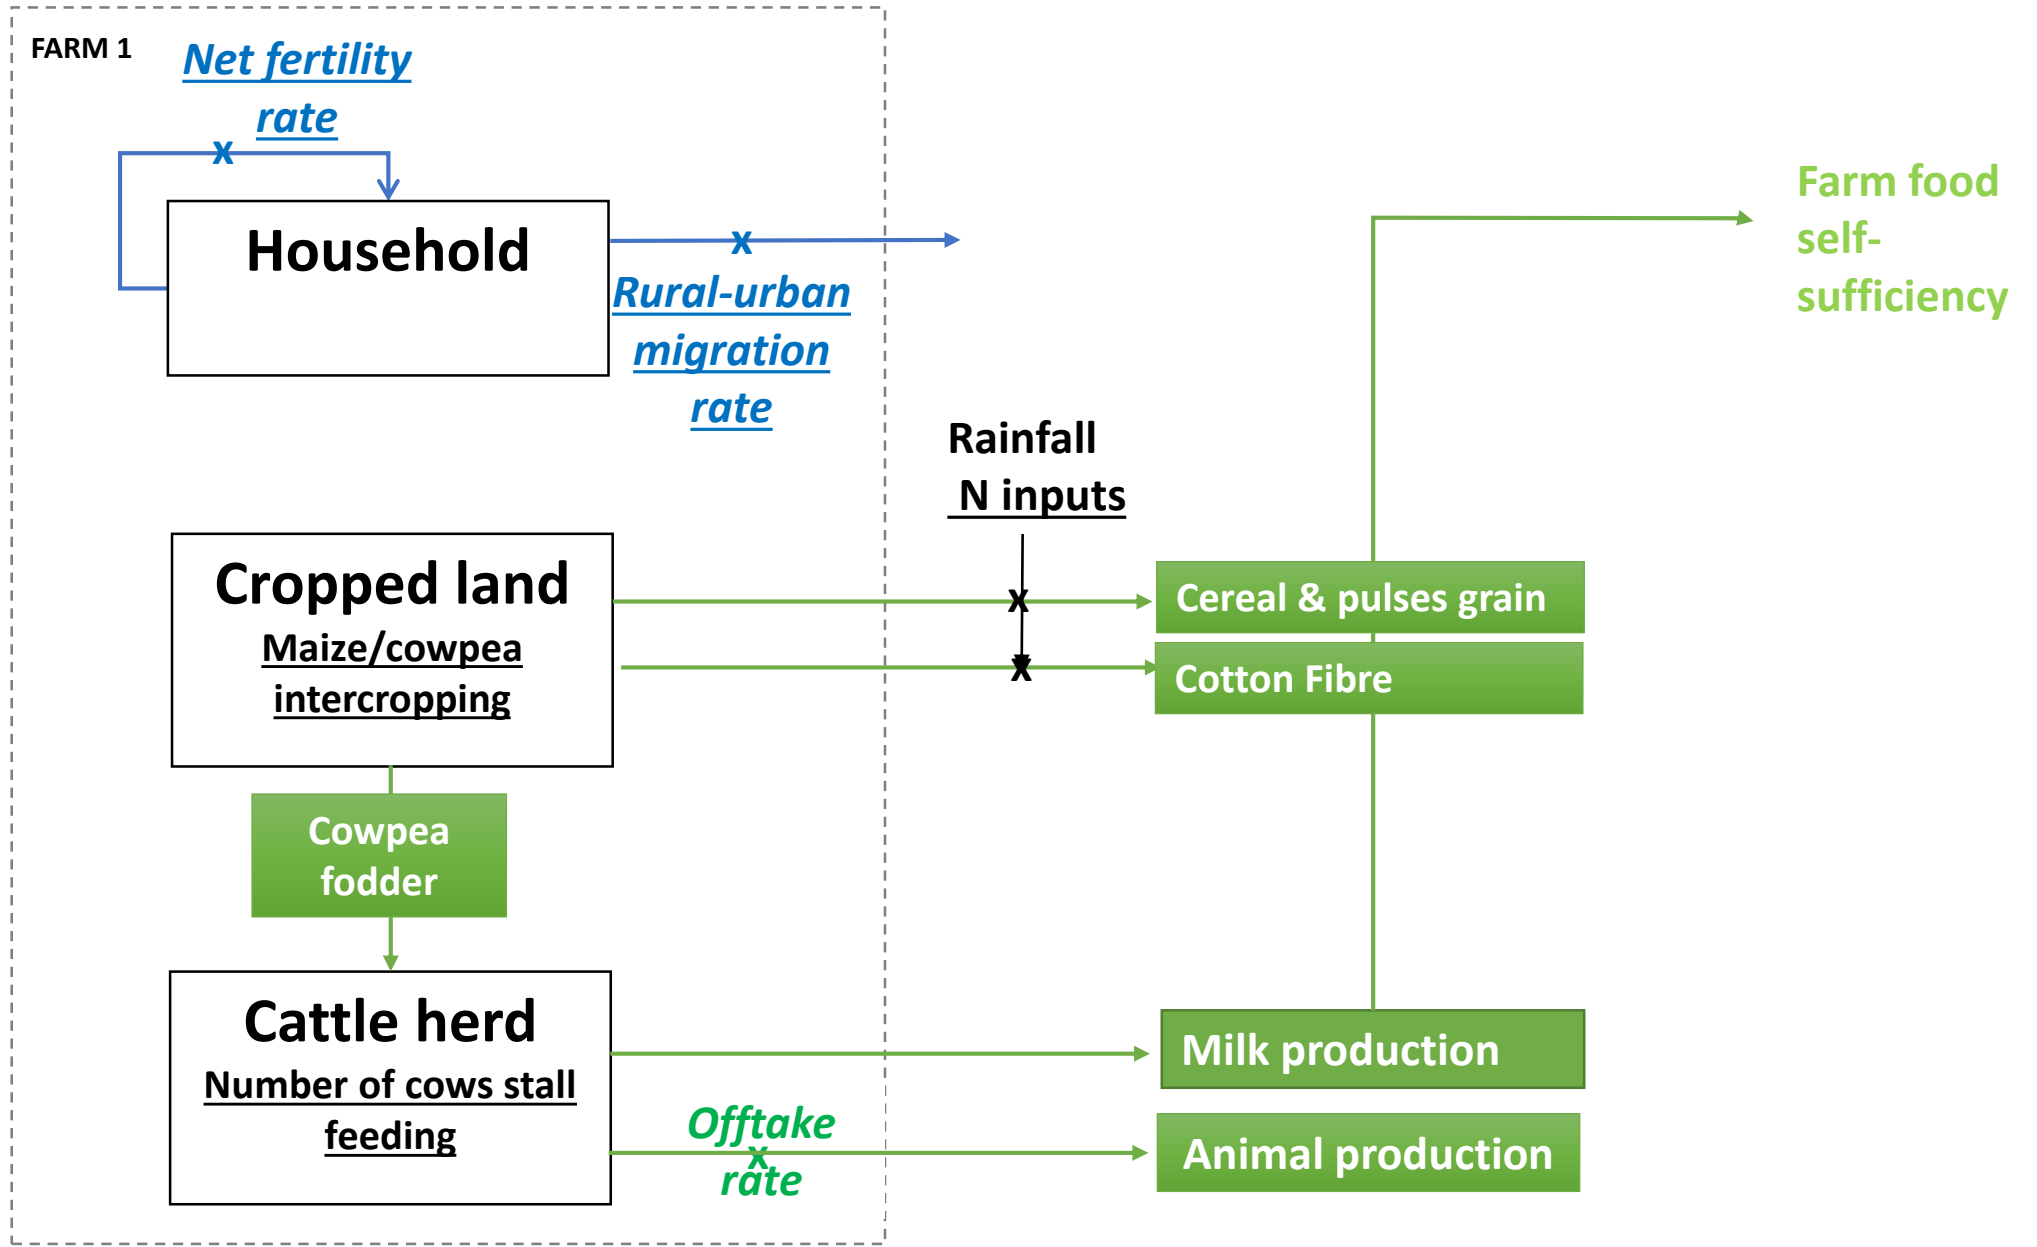 FARM 1
Net fertility
rate
x
Household
x
Rural-urban
migration
rate
Farm food
self-
sufficiency
Rainfall
N inputs
Cropped land
Maize/cowpea
intercropping
x
x
Cereal & pulses grain
Cotton Fibre
Cowpea
fodder
Cattle herd
Number of cows stall
feeding
Offtake
x
rate
Milk production
Animal production